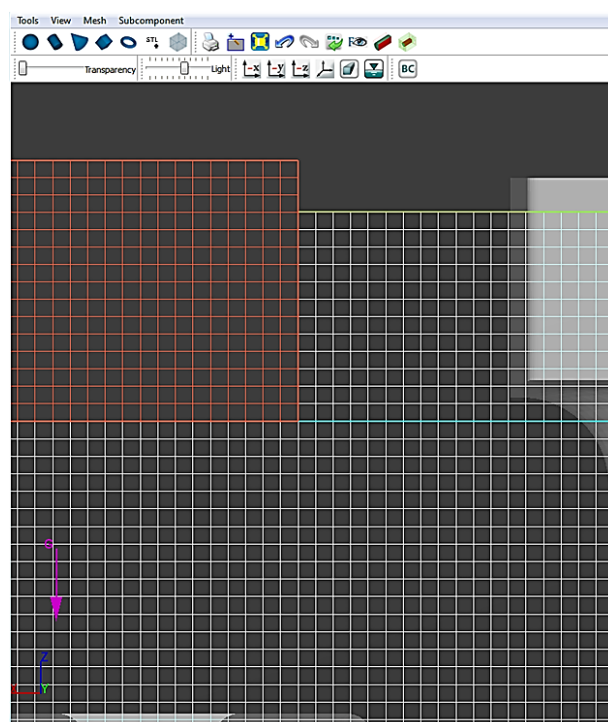 Tools View Mesh Subcomponent
STL
Transparency Light -x -y -z BC
G
Z
Y